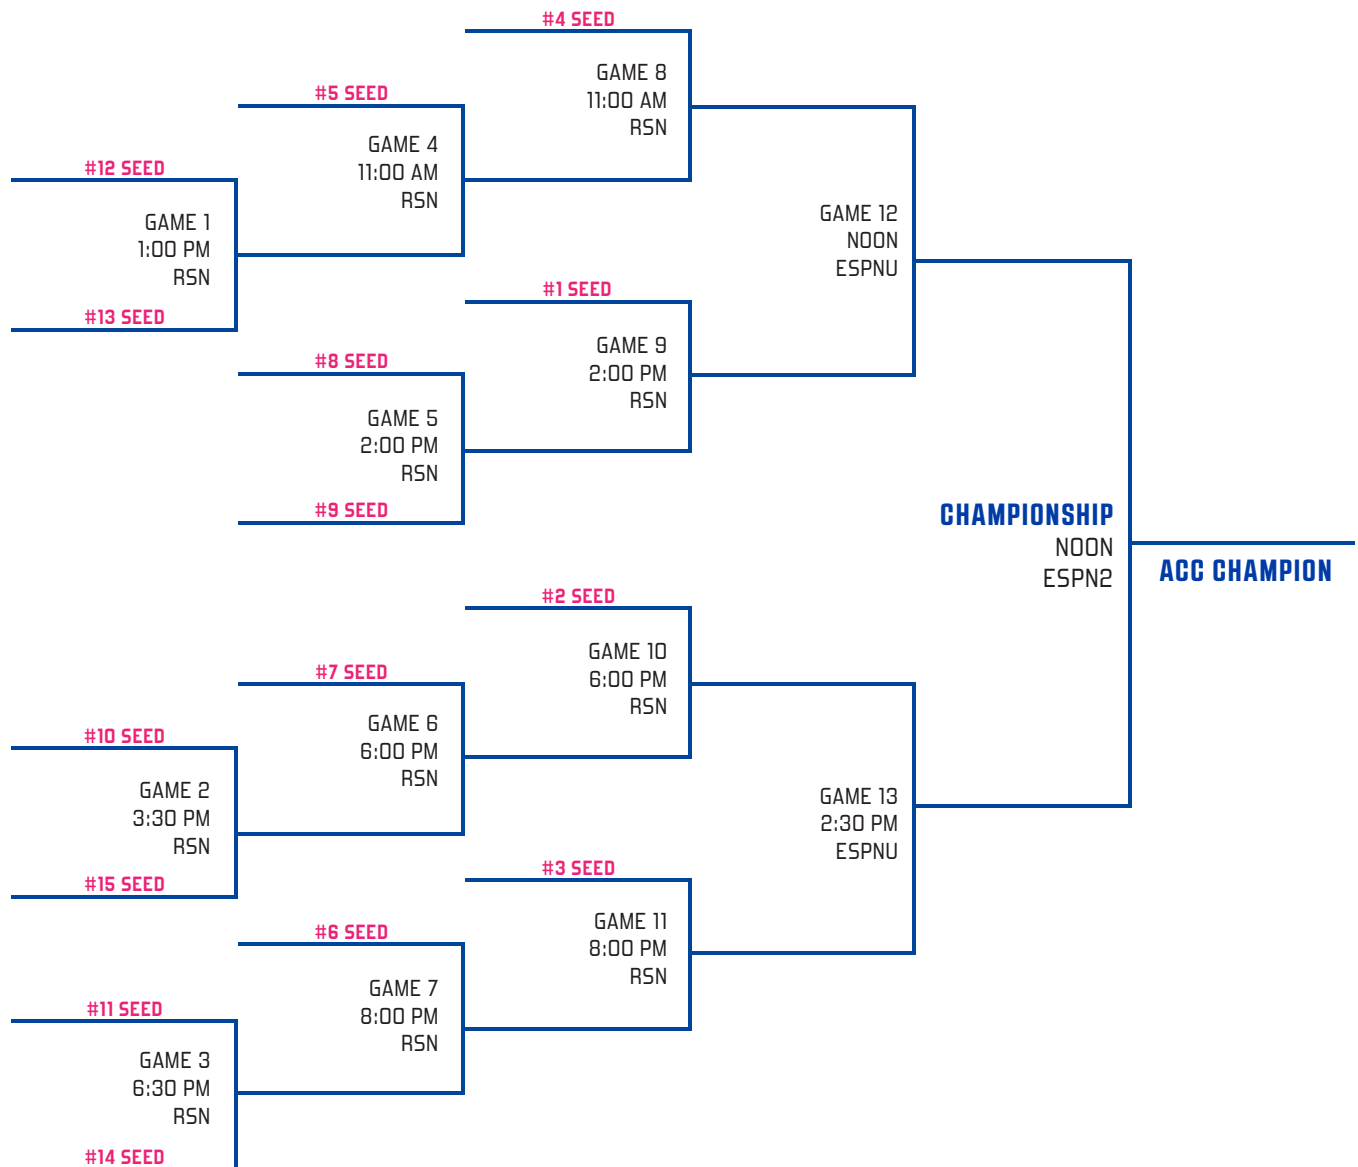 #4 SEED
GAME 8
11:00 AM
RSN
#5 SEED
GAME 4
11:00 AM
RSN
#12 SEED
GAME 1
1:00 PM
RSN
#13 SEED
GAME 12
NOON
ESPNU
#1 SEED
GAME 9
2:00 PM
RSN
#8 SEED
GAME 5
2:00 PM
RSN
#9 SEED
CHAMPIONSHIP
NOON
ESPN2
ACC CHAMPION
#2 SEED
GAME 10
6:00 PM
RSN
#7 SEED
GAME 6
6:00 PM
RSN
#10 SEED
GAME 2
3:30 PM
RSN
#15 SEED
GAME 13
2:30 PM
ESPNU
#3 SEED
GAME 11
8:00 PM
RSN
#6 SEED
GAME 7
8:00 PM
RSN
#11 SEED
GAME 3
6:30 PM
RSN
#14 SEED